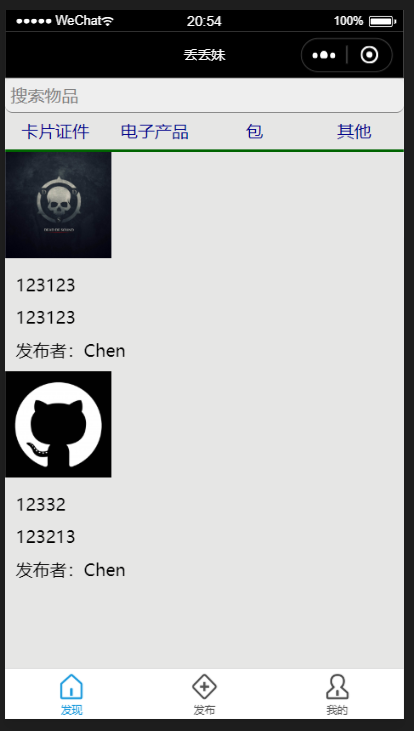 WeChat 20:54 100%
丢丢妹
搜索物品
卡片证件 电子产品 包 其他
123123
123123
发布者：Chen
12332
123213
发布者：Chen
发现 发布 我的